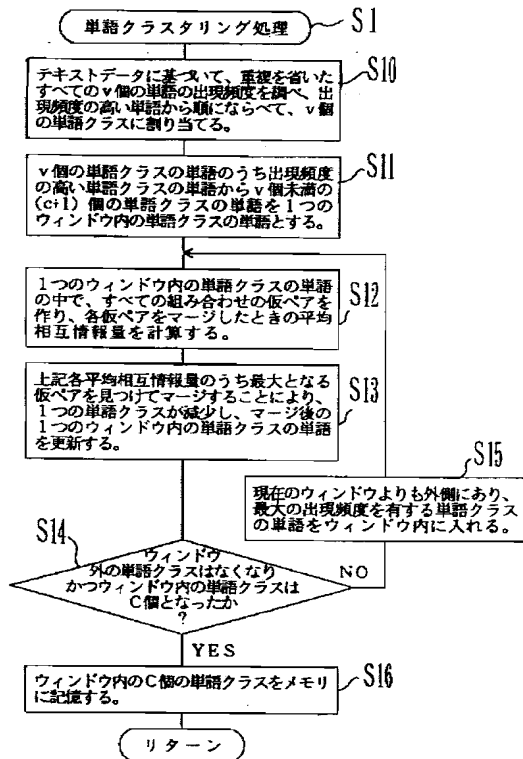 単語クラスタリング処理
S1
テキストデータに基づいて、重複を省いた
すべてのv個の単語の出現頻度を調べ、出
現頻度の高い単語から順にならべて、v個
の単語クラスに割り当てる。
S10
v個の単語クラスの単語のうち出現頻度
の高い単語クラスの単語からv個未満の
(c+1)個の単語クラスの単語を1つの
ウィンドウ内の単語クラスの単語とする。
S11
1つのウィンドウ内の単語クラスの単語
の中で、すべての組み合わせの仮ペアを
作り、各仮ペアをマージしたときの平均
相互情報量を計算する。
S12
上記各平均相互情報量のうち最大となる
仮ペアを見つけてマージすることにより、
1つの単語クラスが減少し、マージ後の
1つのウィンドウ内の単語クラスの単語
を更新する。
S13
S15
現在のウィンドウよりも外側にあり、
最大の出現頻度を有する単語クラス
の単語をウィンドウ内に入れる。
S14
ウィンドウ
外の単語クラスはなくなり
かつウィンドウ内の単語クラスは
C個となったか
?
NO
YES
ウィンドウ内のC個の単語クラスをメモリ
に記憶する。
S16
リターン